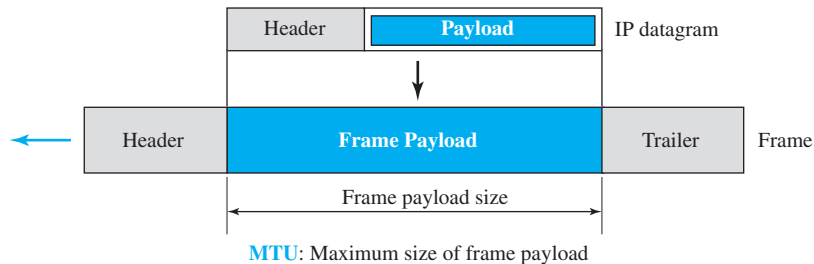 Header Payload IP datagram
Header Frame Payload Trailer Frame
Frame payload size
MTU: Maximum size of frame payload